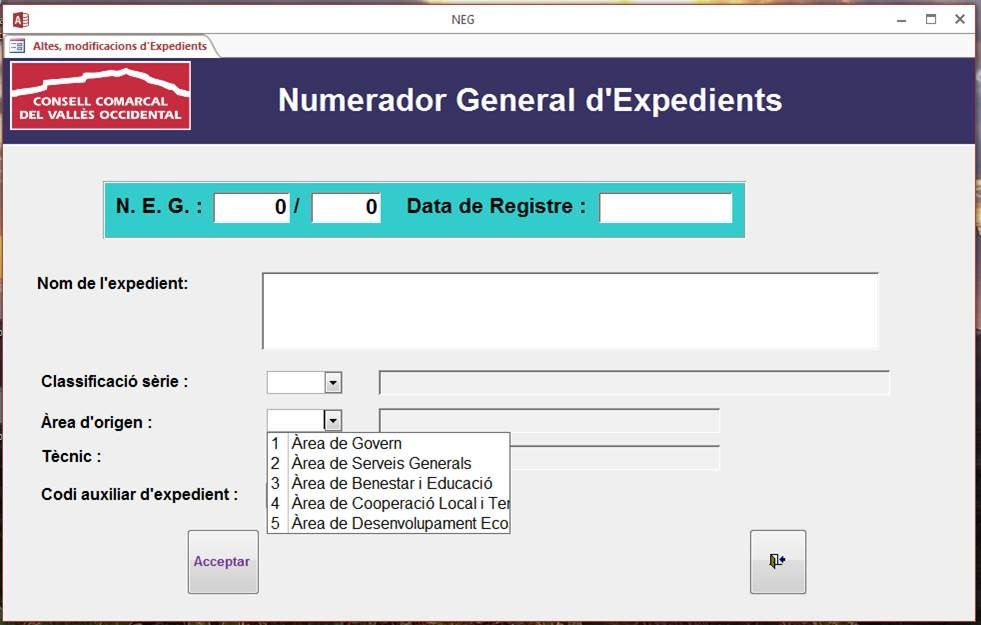 NEG
Altes, modificacions d'Expedients
CONSELL COMARCAL
DEL VALLÈS OCCIDENTAL
Numerador General d'Expedients
N. E. G. : 0 / 0 Data de Registre :
Nom de l'expedient:
Classificació sèrie :
Àrea d'origen :
1 Àrea de Govern
2 Àrea de Serveis Generals
3 Àrea de Benestar i Educació
4 Àrea de Cooperació Local i Ter
5 Àrea de Desenvolupament Eco
Tècnic :
Codi auxiliar d'expedient :
Acceptar